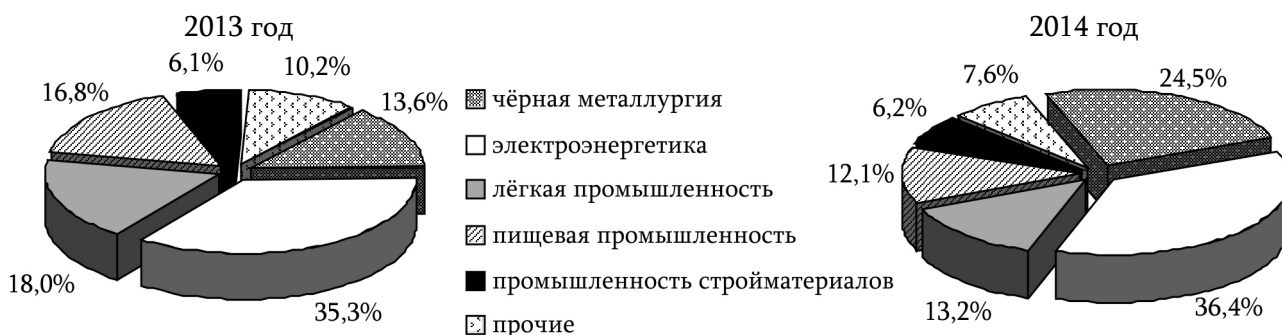 2013 год
6,1%
10,2%
16,8%
13,6%
18,0%
35,3%
чёрная металлургия
электроэнергетика
лёгкая промышленность
пищевая промышленность
промышленность стройматериалов
прочие
2014 год
7,6%
24,5%
6,2%
12,1%
13,2%
36,4%